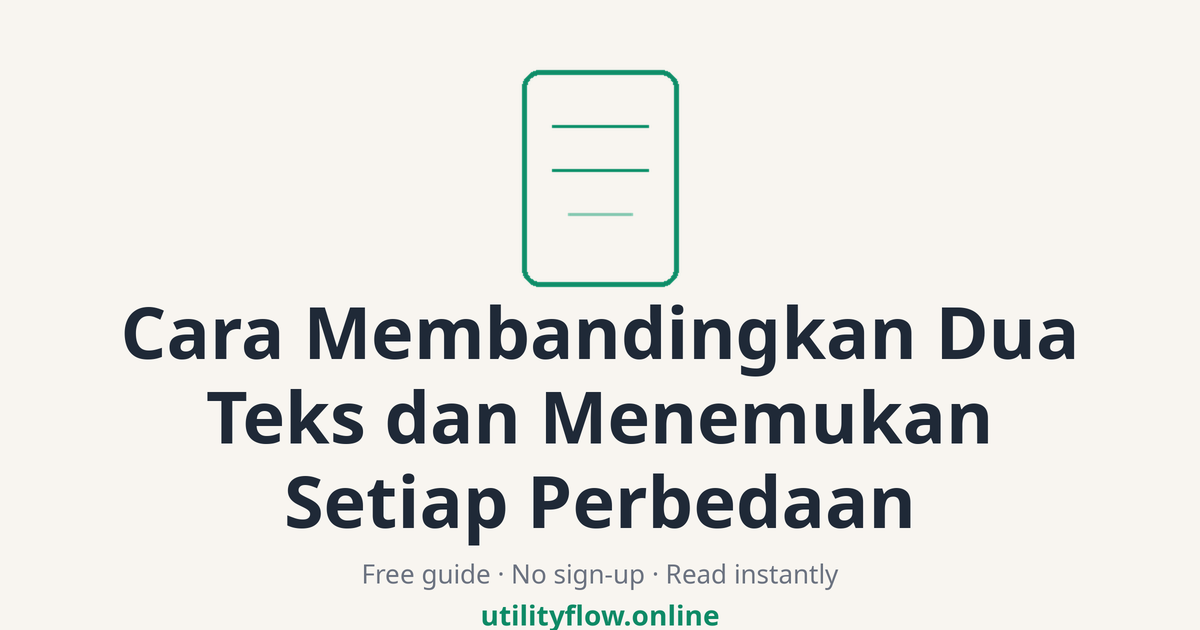 Cara Membandingkan Dua
Teks dan Menemukan
Setiap Perbedaan
Free guide · No sign-up · Read instantly
utilityflow.online